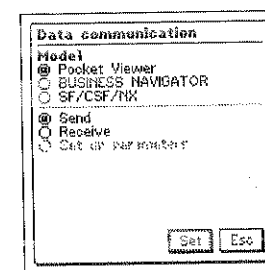 Data communication
Model
Pocket Viewer
BUSINESS NAVIGATOR
SF/CSF/NX
Send
Receive
Set
Esc